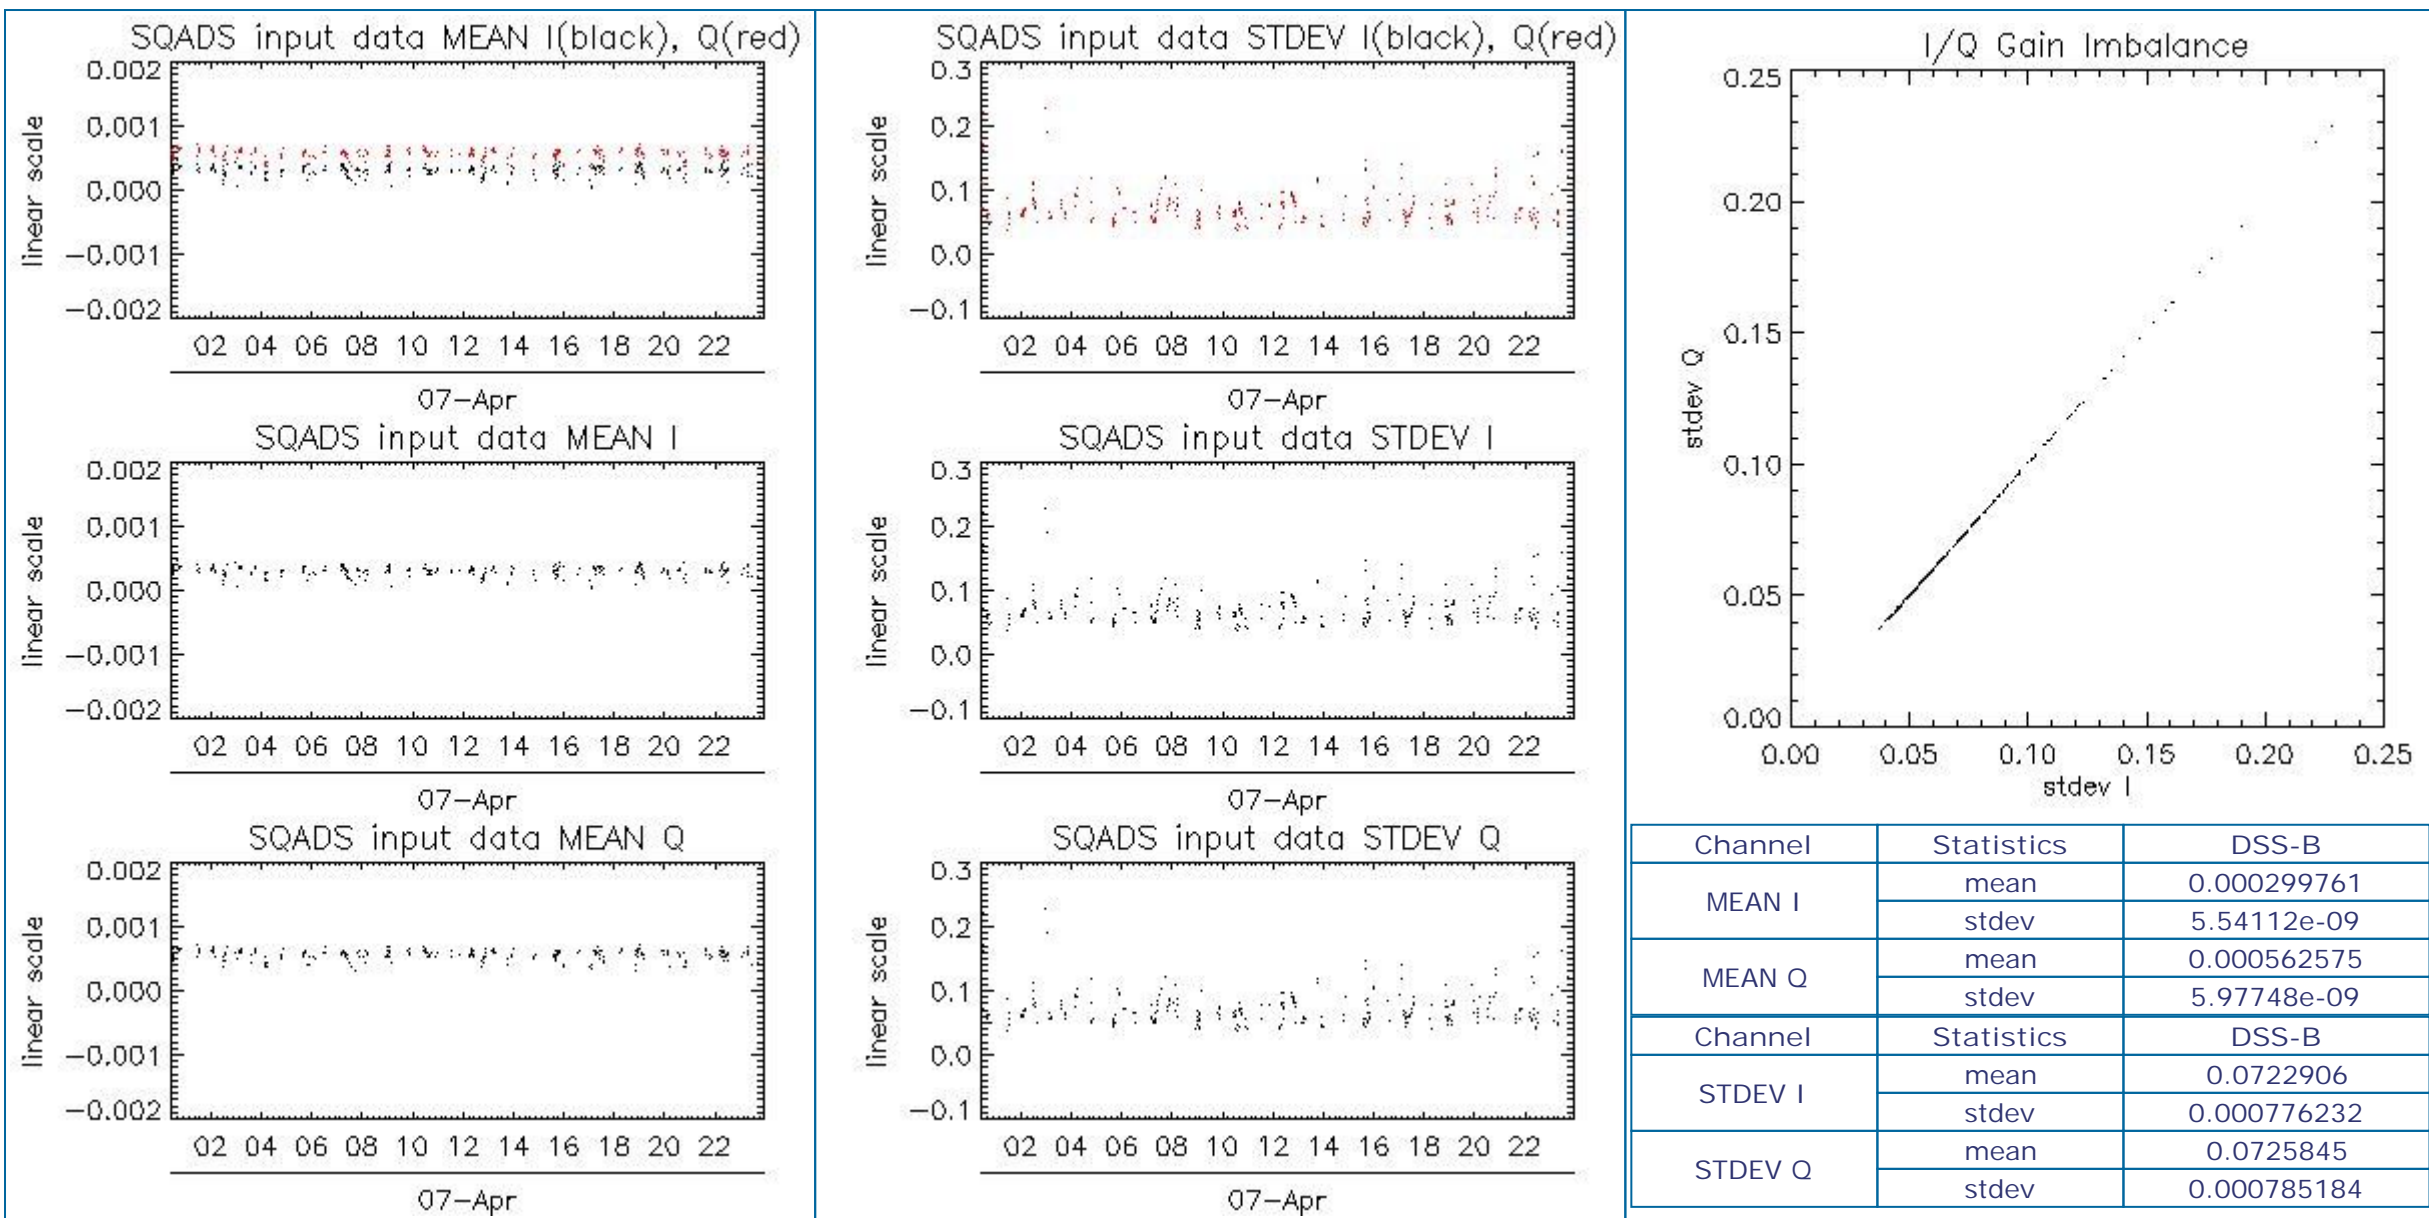 SQADS input data MEAN I(black), Q(red)
0.002
0.001
0.000
−0.001
−0.002
linear scale
02 04 06 08 10 12 14 16 18 20 22
07−Apr
SQADS input data MEAN I
0.002
0.001
0.000
−0.001
−0.002
linear scale
02 04 06 08 10 12 14 16 18 20 22
07−Apr
SQADS input data MEAN Q
0.002
0.001
0.000
−0.001
−0.002
linear scale
02 04 06 08 10 12 14 16 18 20 22
07−Apr
SQADS input data STDEV I(black), Q(red)
0.3
0.2
0.1
0.0
−0.1
linear scale
02 04 06 08 10 12 14 16 18 20 22
07−Apr
SQADS input data STDEV I
0.3
0.2
0.1
0.0
−0.1
linear scale
02 04 06 08 10 12 14 16 18 20 22
07−Apr
SQADS input data STDEV Q
0.3
0.2
0.1
0.0
−0.1
linear scale
02 04 06 08 10 12 14 16 18 20 22
07−Apr
I/Q Gain Imbalance
0.25
0.20
0.15
0.10
0.05
0.00
stdev Q
0.00 0.05 0.10 0.15 0.20 0.25
stdev I
Channel Statistics DSS-B
MEAN I mean 0.000299761
stdev 5.54112e-09
MEAN Q mean 0.000562575
stdev 5.97748e-09
Channel Statistics DSS-B
STDEV I mean 0.0722906
stdev 0.000776232
STDEV Q mean 0.0725845
stdev 0.000785184